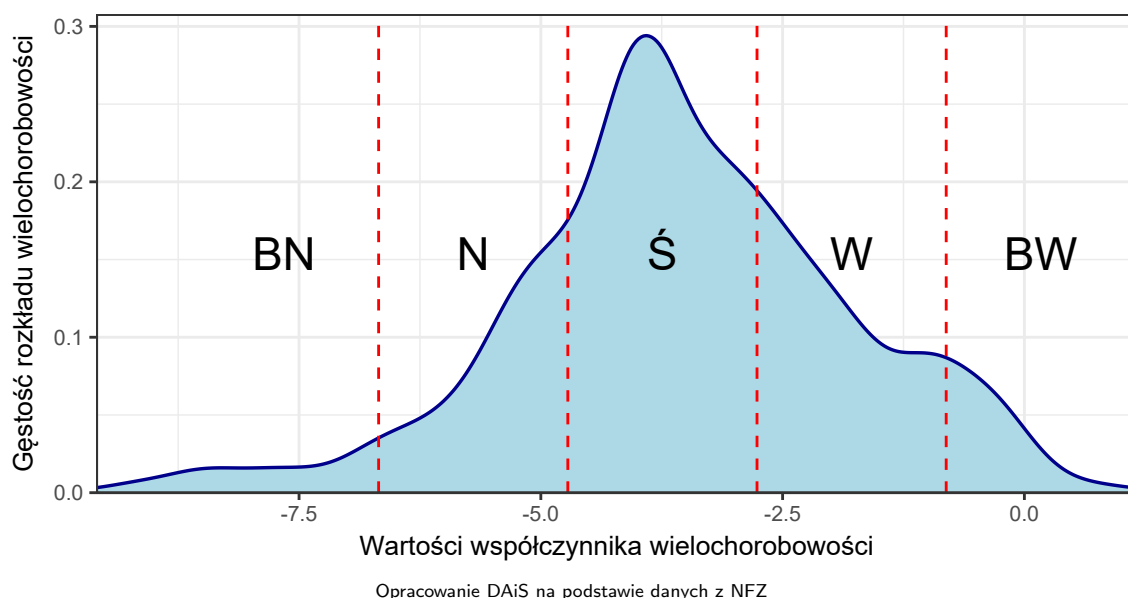 Gęstość rozkładu wielochorobowości
0.3
0.2
0.1
0.0
BN N Ś W BW
-7.5 -5.0 -2.5 0.0
Wartości współczynnika wielochorobowości
Opracowanie DAiS na podstawie danych z NFZ